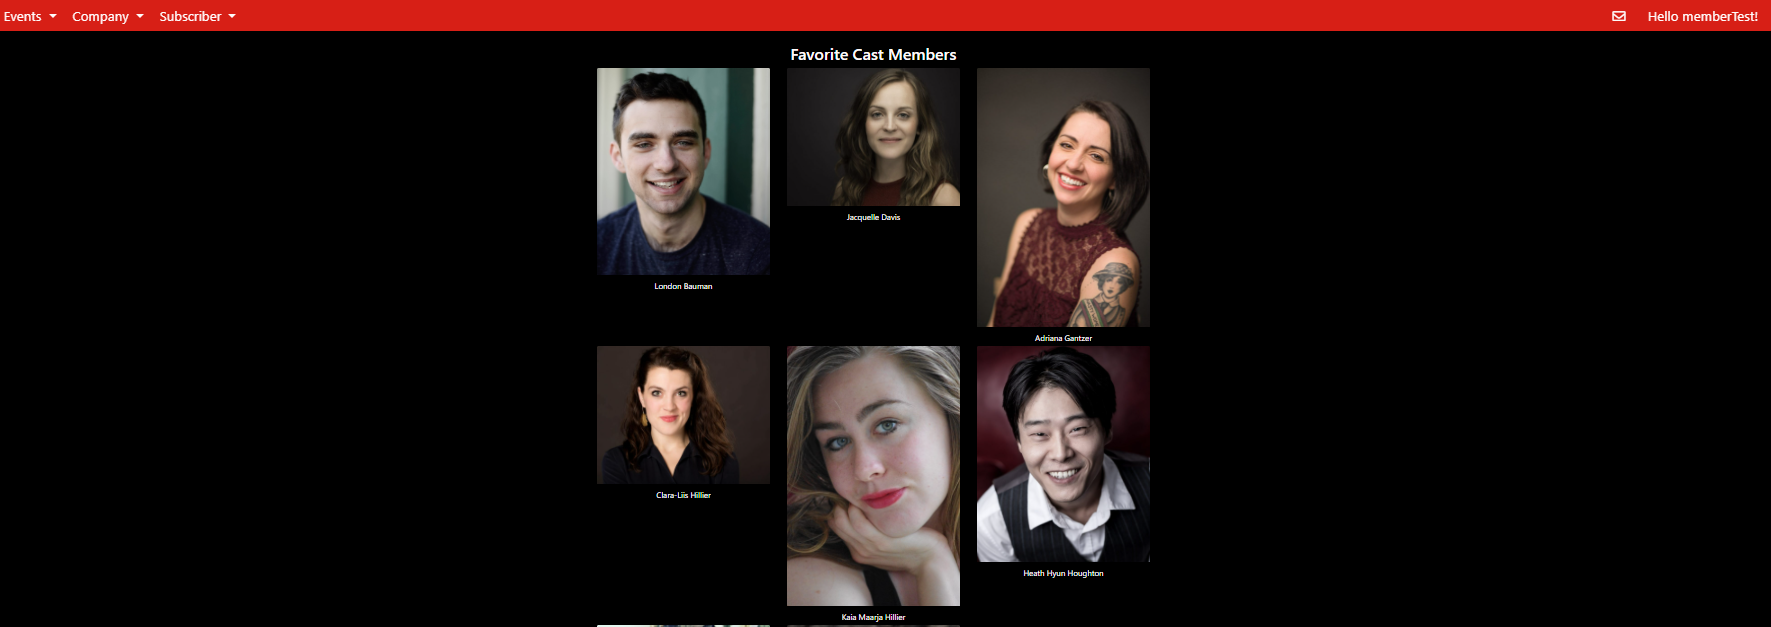 Events Company Subscriber Hello memberTest!
Favorite Cast Members
London Bauman
Jacquelle Davis
Adriana Gantzer
Clara-Liis Hillier
Kaia Maarja Hillier
Heath Hyun Houghton